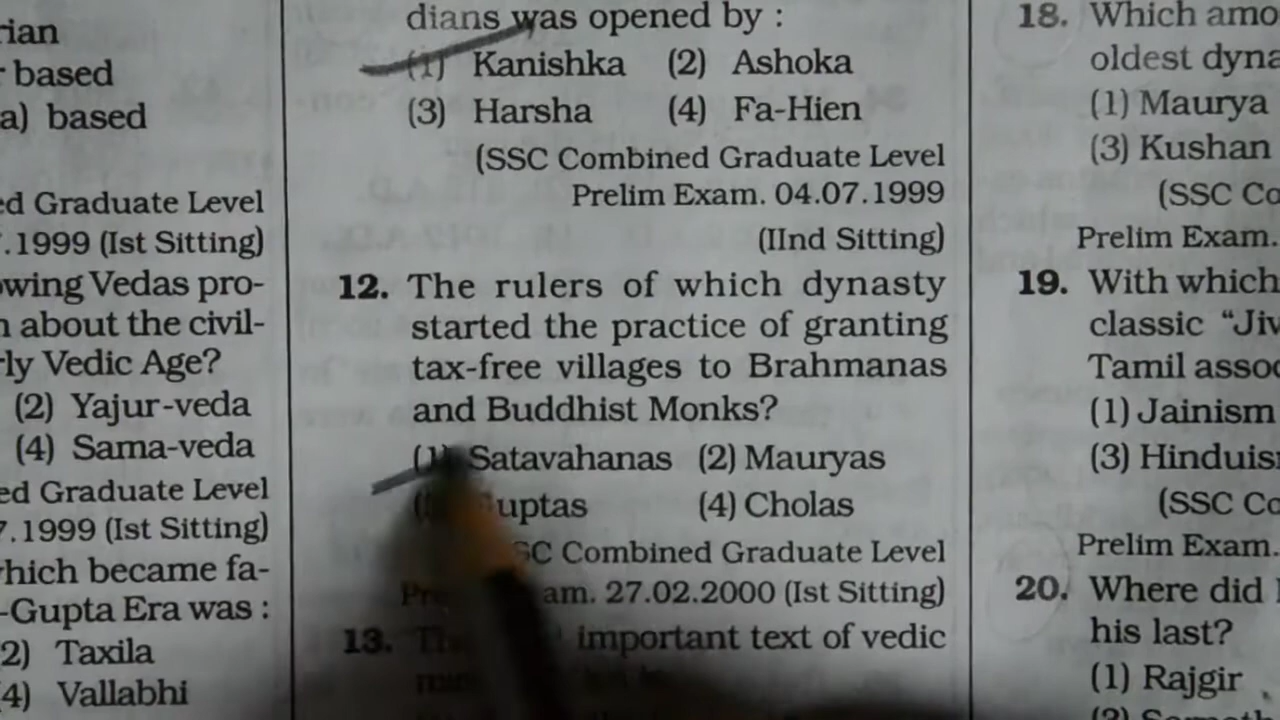 rian
based
a) based
ed Graduate Level
.1999 (Ist Sitting)
owing Vedas pro-
about the civil-
rly Vedic Age?
(2) Yajur-veda
(4) Sama-veda
ed Graduate Level
7.1999 (Ist Sitting)
which became fa-
-Gupta Era was :
2) Taxila
(4) Vallabhi
dians was opened by :
(1) Kanishka (2) Ashoka
(3) Harsha (4) Fa-Hien
(SSC Combined Graduate Level
Prelim Exam. 04.07.1999
(IInd Sitting)
12. The rulers of which dynasty
started the practice of granting
tax-free villages to Brahmanas
and Buddhist Monks?
(1) Satavahanas (2) Mauryas
uptas (4) Cholas
SC Combined Graduate Level
am. 27.02.2000 (Ist Sitting)
13. important text of vedic
18. Which amo
oldest dyna
(1) Maurya
(3) Kushan
(SSC Co
Prelim Exam.
19. With which
classic “Jiv
Tamil assoc
(1) Jainism
(3) Hinduis
(SSC Co
Prelim Exam.
20. Where did
his last?
(1) Rajgir